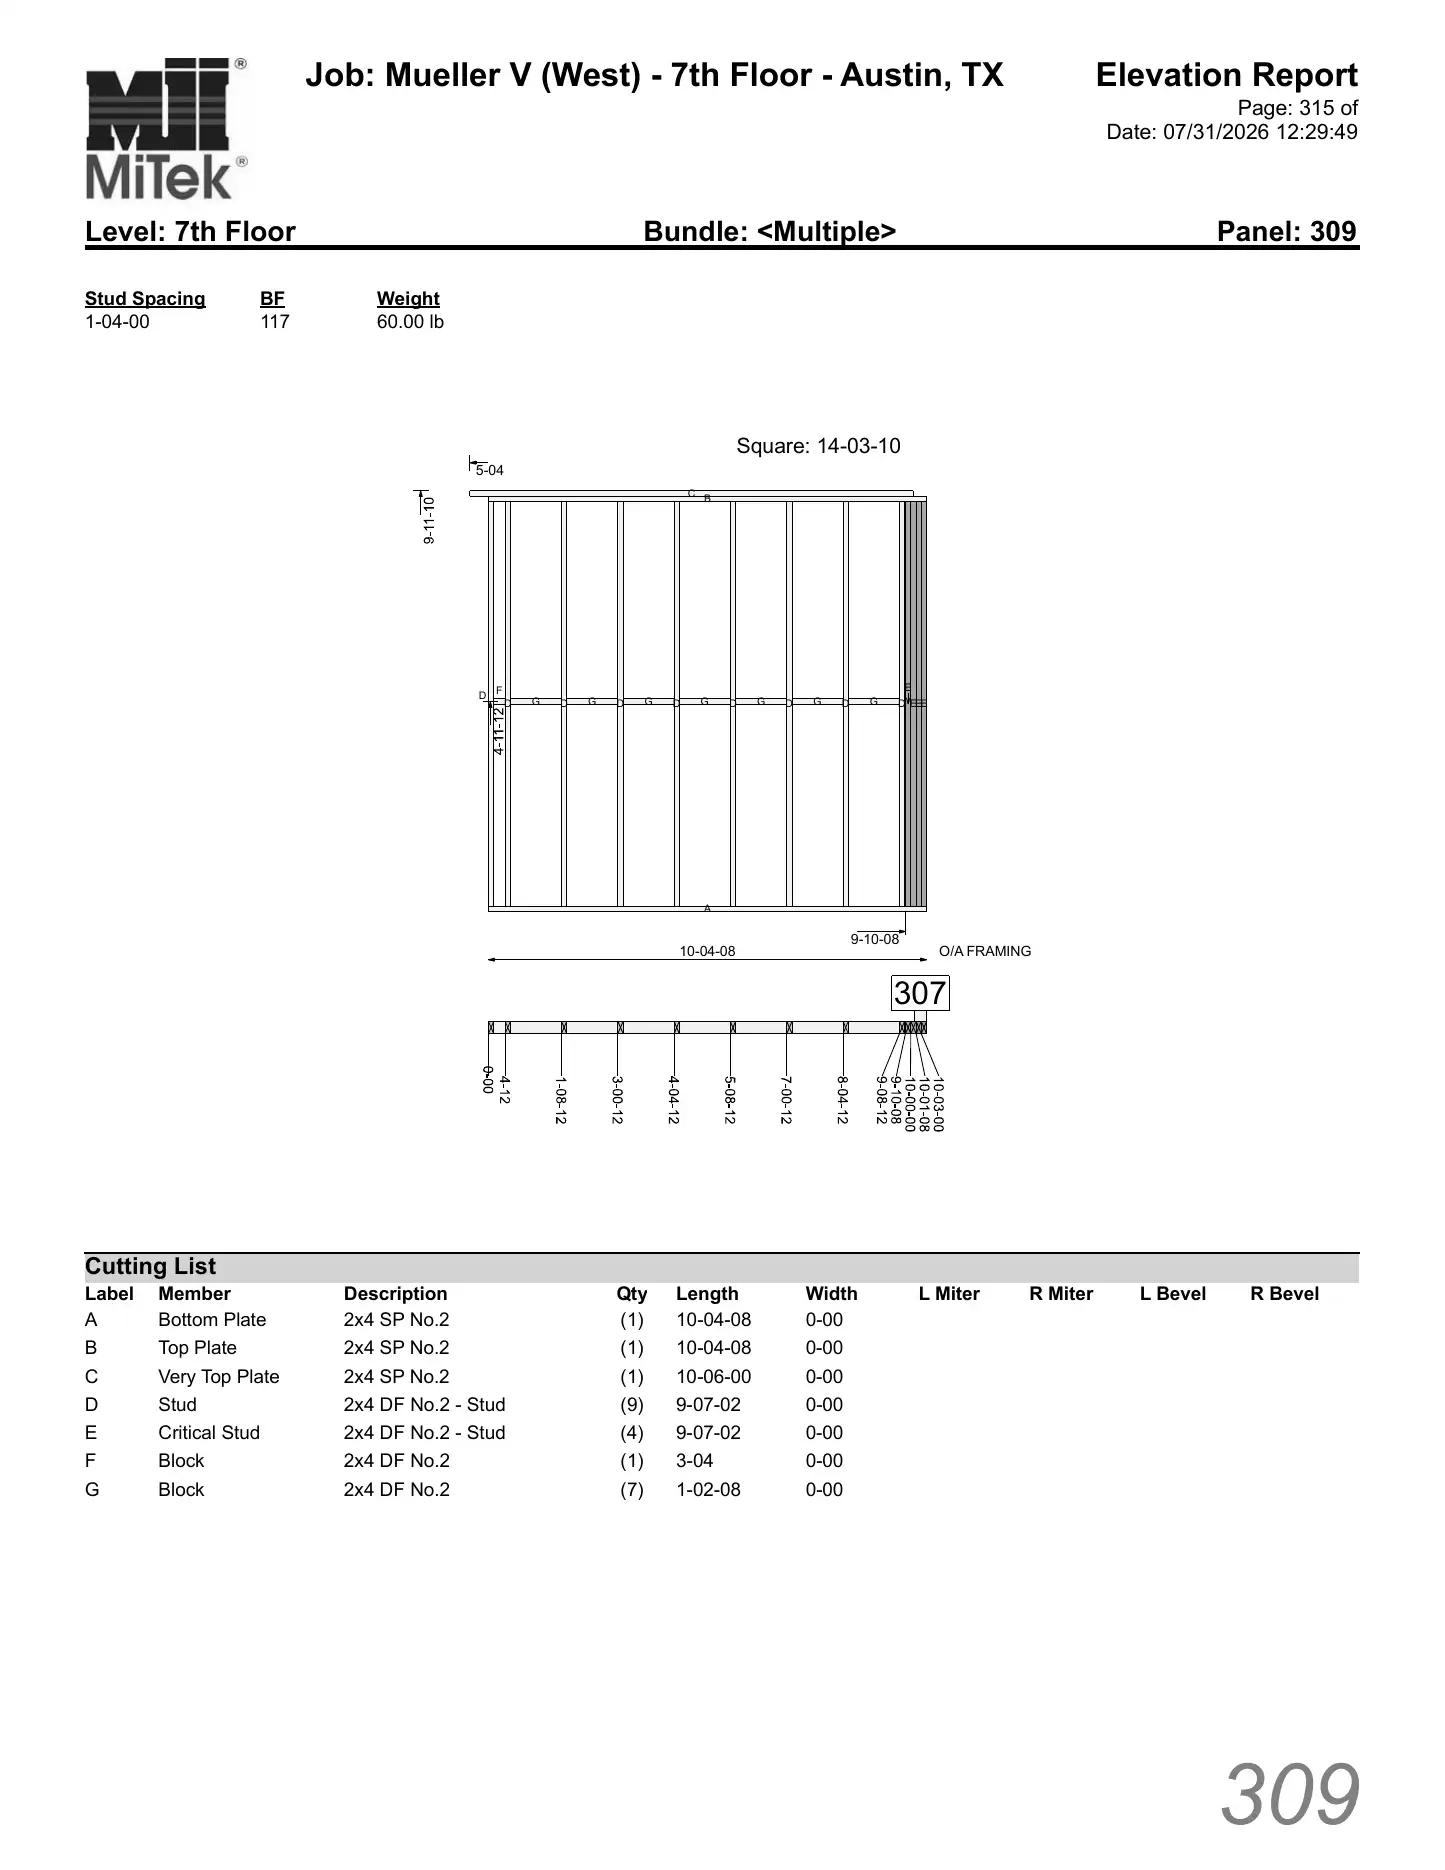 Job: Mueller V (West) - 7th Floor - Austin, TX
Elevation Report
Page: 315 of
Date: 07/31/2026 12:29:49
MiTek®
Level: 7th Floor Bundle: <Multiple> Panel: 309
Stud Spacing BF Weight
1-04-00 117 60.00 lb
Square: 14-03-10
5-04
C
B
9-11-10
D F G G G G G G G E
D D D D D D D D
4-11-12
A
9-10-08
10-04-08 O/A FRAMING
307
0-00 4-12 1-08-12 3-00-12 4-04-12 5-08-12 7-00-12 8-04-12 9-08-12 9-10-08 10-00-00 10-01-08 10-03-00
Cutting List
Label Member Description Qty Length Width L Miter R Miter L Bevel R Bevel
A Bottom Plate 2x4 SP No.2 (1) 10-04-08 0-00
B Top Plate 2x4 SP No.2 (1) 10-04-08 0-00
C Very Top Plate 2x4 SP No.2 (1) 10-06-00 0-00
D Stud 2x4 DF No.2 - Stud (9) 9-07-02 0-00
E Critical Stud 2x4 DF No.2 - Stud (4) 9-07-02 0-00
F Block 2x4 DF No.2 (1) 3-04 0-00
G Block 2x4 DF No.2 (7) 1-02-08 0-00
309